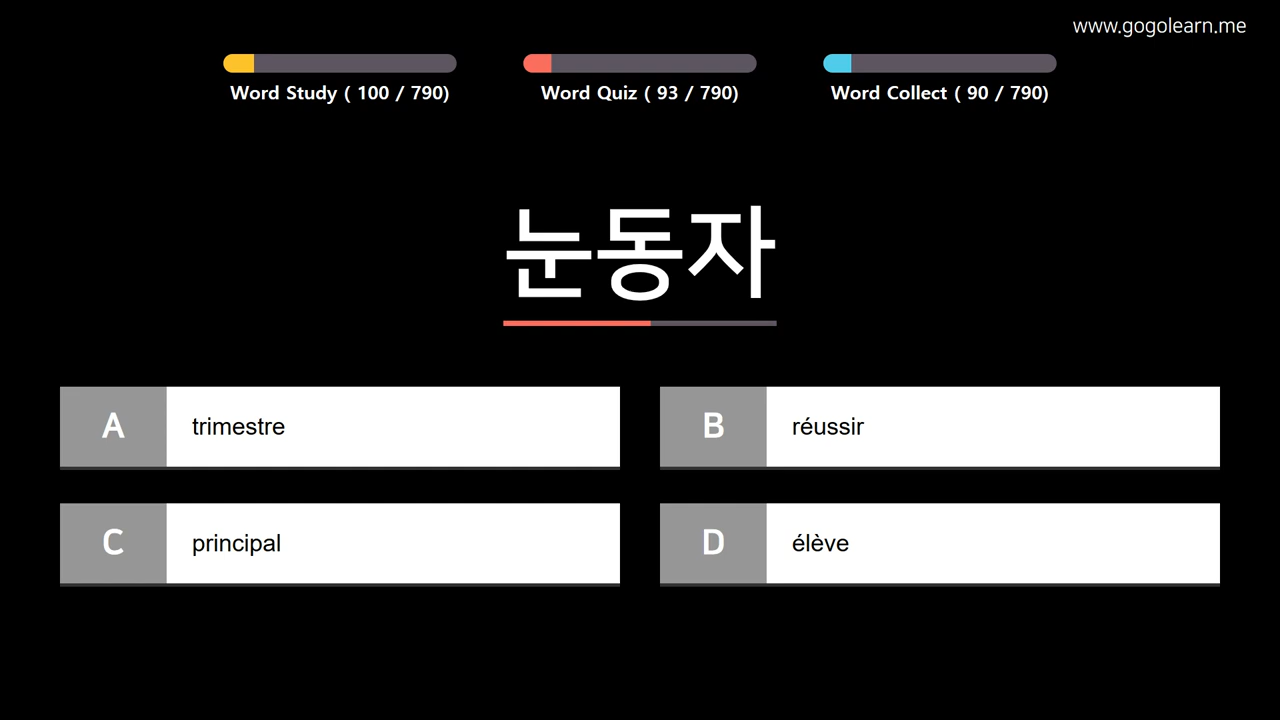 www.gogolearn.me
Word Study ( 100 / 790)
Word Quiz ( 93 / 790)
Word Collect ( 90 / 790)
눈동자
A trimestre
B réussir
C principal
D élève